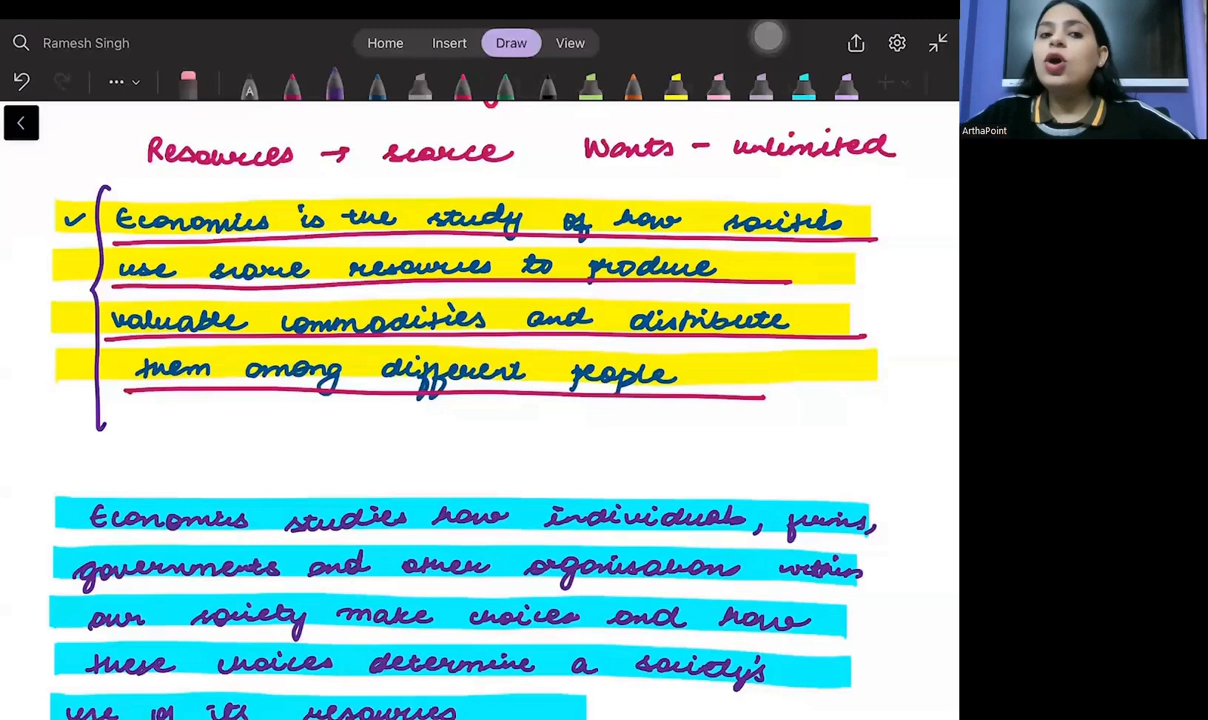 Ramesh Singh
Home Insert Draw View
A
ArthaPoint
Resources → scarce Wants - unlimited
Economics is the study of how societies
use scarce resources to produce
valuable commodities and distribute
them among different people
Economics studies how individuals, firms,
governments and other organisations within
our society make choices and how
these choices determine a society's
use of its resources